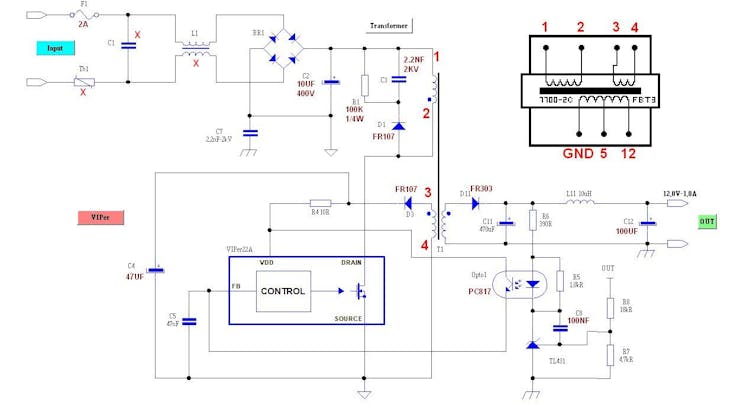 F1
2A
Input
C1
X
L1
X
Th1
X
BR1
Transformer
C2
10UF
400V
R1
100K
1/4W
2.2NF
2KV
C3
D1
FR107
C7
2,2nF-2kV
1
2
3
4
T1
1
2
3
4
7700-2C
FBT3
GND
5
12
VIPer
R4 10R
FR107
D3
D11
FR303
C11
470uF
R6
390R
L11 10uH
12,0V-1,0A
C12
100UF
OUT
C4
47UF
VIPer22A
VDD
DRAIN
FB
CONTROL
SOURCE
C5
47nF
Opto1
PC817
R5
1,0kR
C8
100NF
TL431
OUT
R8
18kR
R7
4,7kR